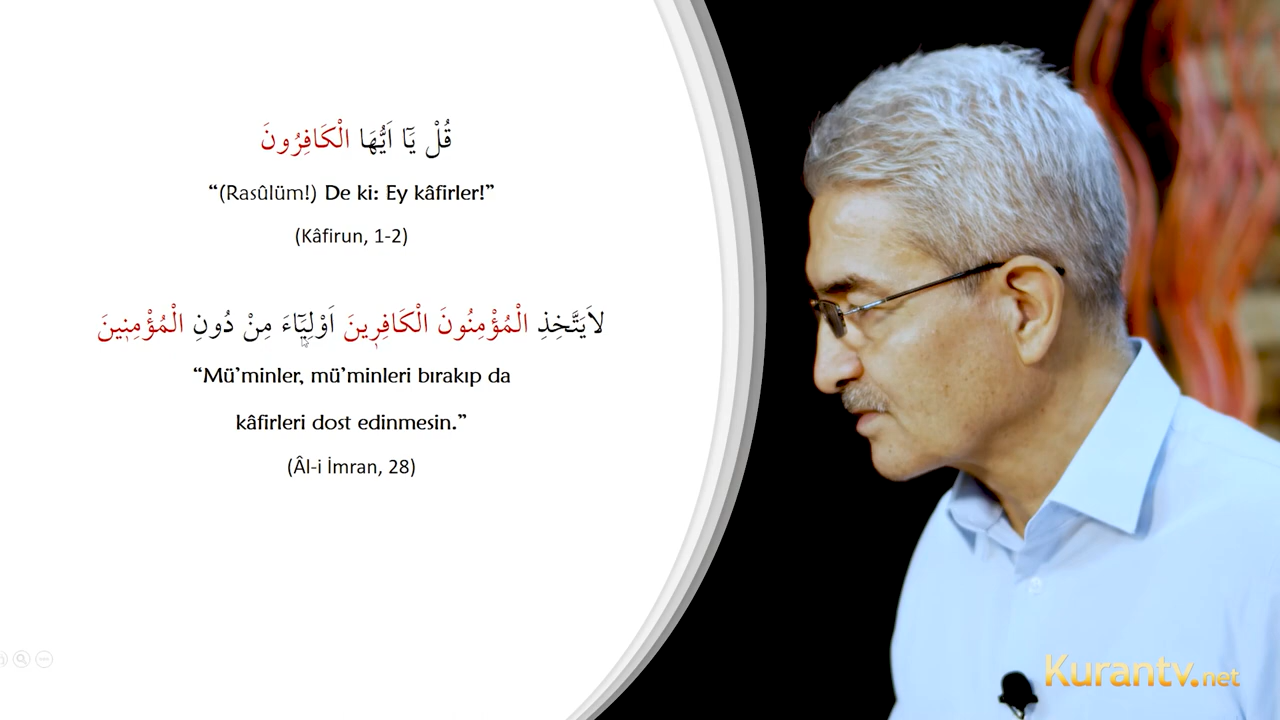 قُلْ يَٓا اَيُّهَا الْكَافِرُونَ
“(Rasûlüm!) De ki: Ey kâfirler!”
(Kâfirun, 1-2)
لاَيَتَّخِذِ الْمُؤْمِنُونَ الْكَافِر۪ينَ اَوْلِيَٓاءَ مِنْ دُونِ الْمُؤْمِن۪ينَ
“Mü’minler, mü’minleri bırakıp da
kâfirleri dost edinmesin.”
(Âl-i İmran, 28)
Kurantv.net